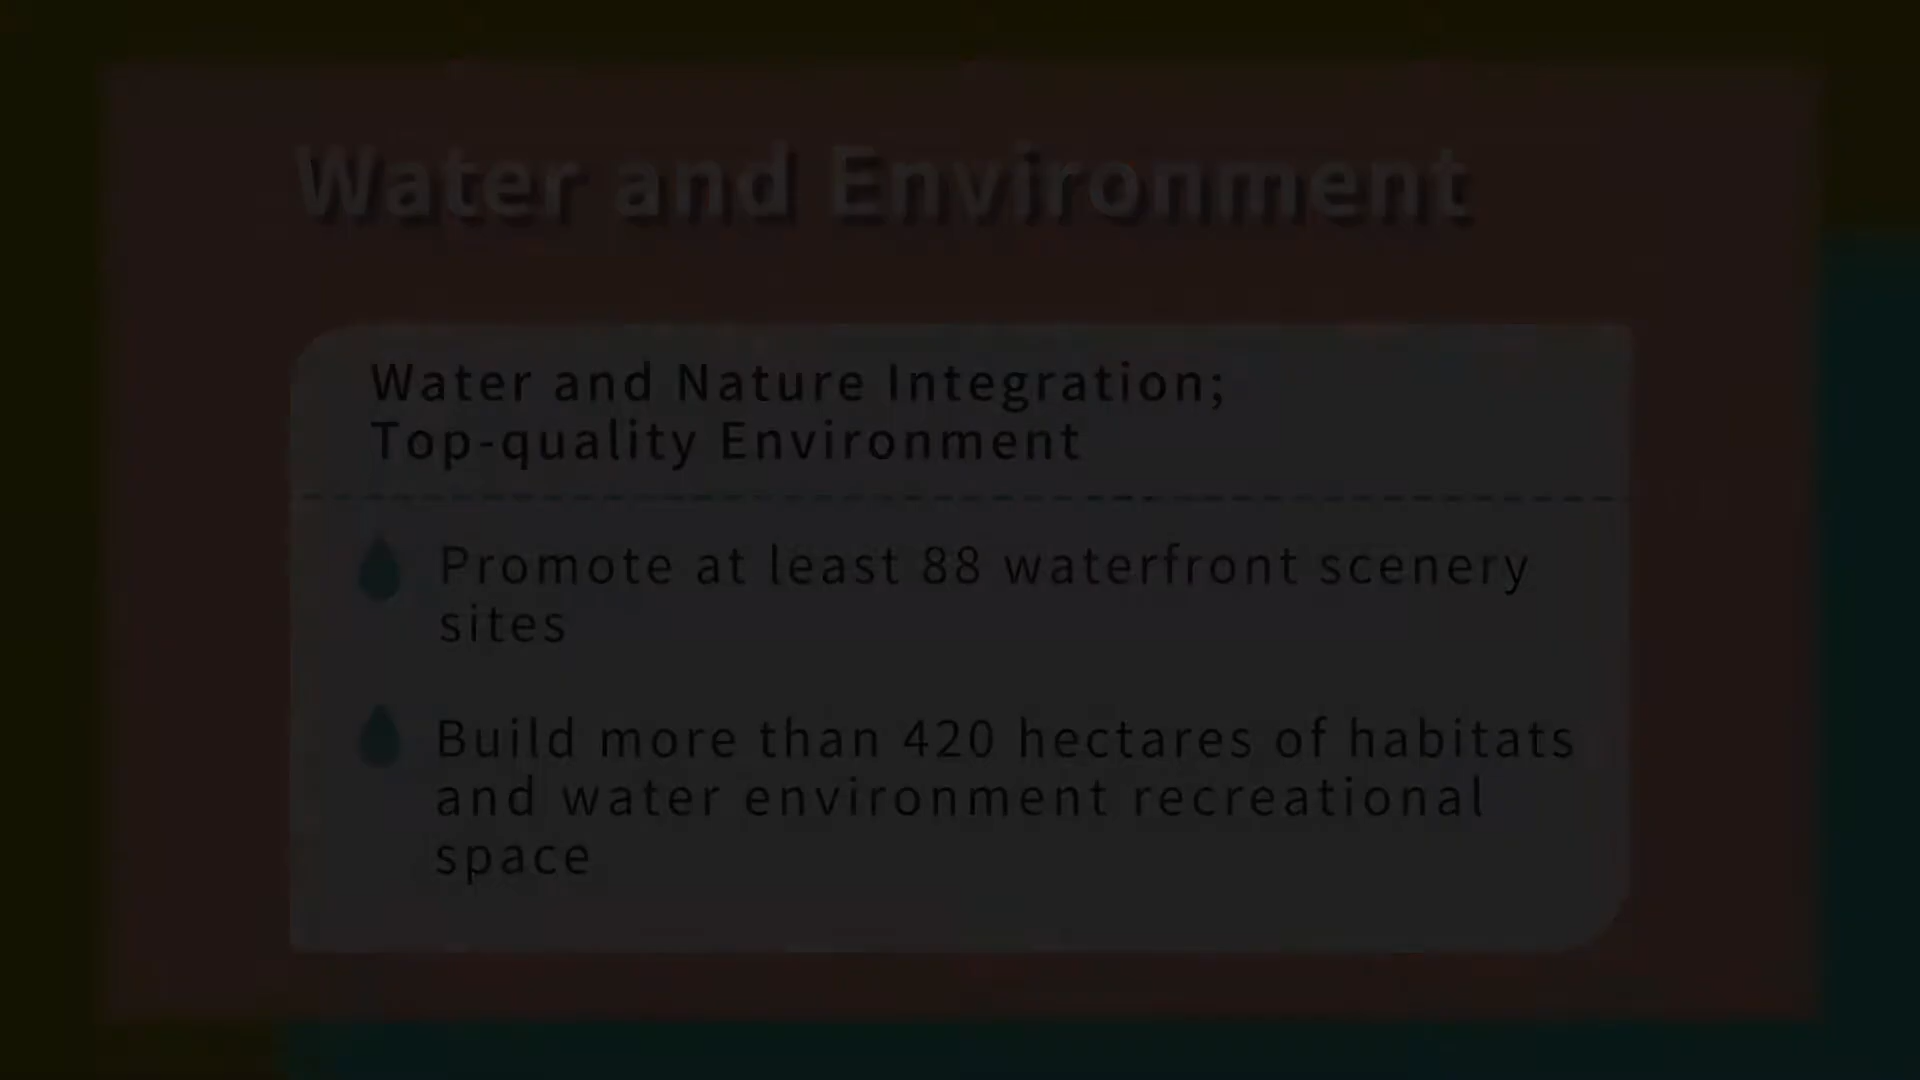 Water and Environment
Water and Nature Integration;
Top-quality Environment
Promote at least 88 waterfront scenery
sites
Build more than 420 hectares of habitats
and water environment recreational
space